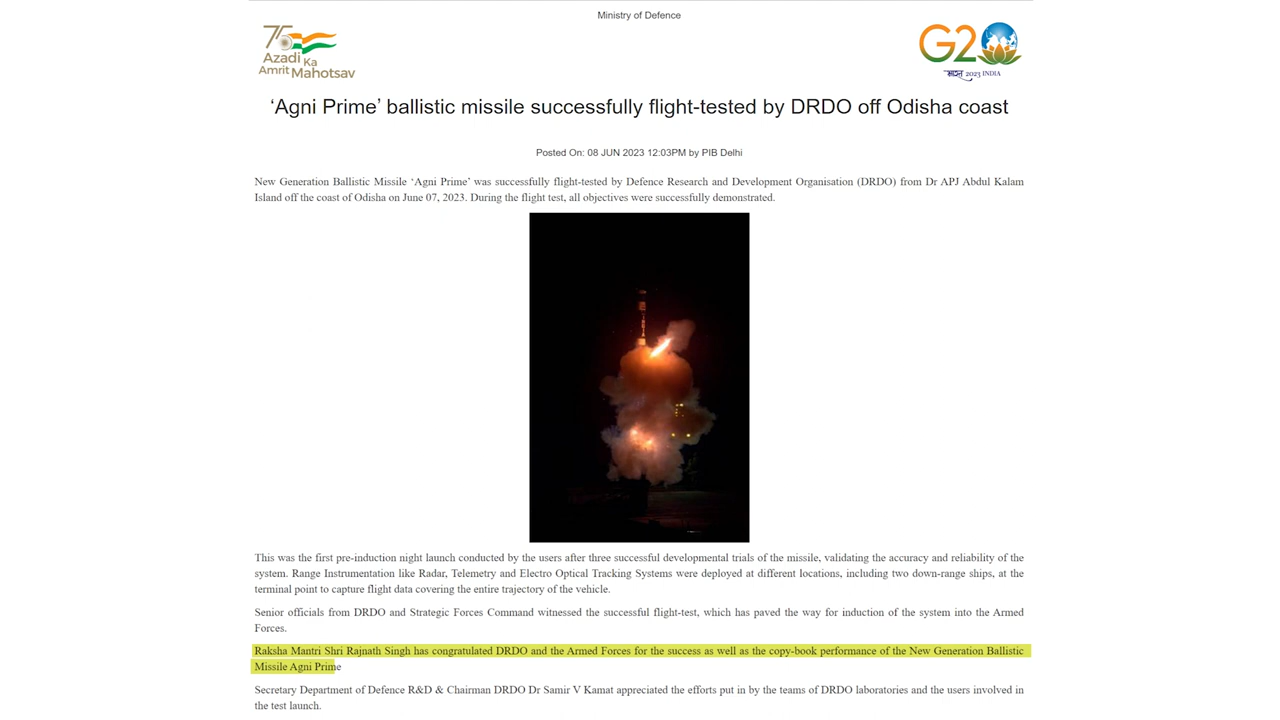 Ministry of Defence
75
Azadi Ka
Amrit Mahotsav
G20
भारत 2023 INDIA
‘Agni Prime’ ballistic missile successfully flight-tested by DRDO off Odisha coast
Posted On: 08 JUN 2023 12:03PM by PIB Delhi
New Generation Ballistic Missile ‘Agni Prime’ was successfully flight-tested by Defence Research and Development Organisation (DRDO) from Dr APJ Abdul Kalam
Island off the coast of Odisha on June 07, 2023. During the flight test, all objectives were successfully demonstrated.
This was the first pre-induction night launch conducted by the users after three successful developmental trials of the missile, validating the accuracy and reliability of the
system. Range Instrumentation like Radar, Telemetry and Electro Optical Tracking Systems were deployed at different locations, including two down-range ships, at the
terminal point to capture flight data covering the entire trajectory of the vehicle.
Senior officials from DRDO and Strategic Forces Command witnessed the successful flight-test, which has paved the way for induction of the system into the Armed
Forces.
Raksha Mantri Shri Rajnath Singh has congratulated DRDO and the Armed Forces for the success as well as the copy-book performance of the New Generation Ballistic
Missile Agni Prime
Secretary Department of Defence R&D & Chairman DRDO Dr Samir V Kamat appreciated the efforts put in by the teams of DRDO laboratories and the users involved in
the test launch.